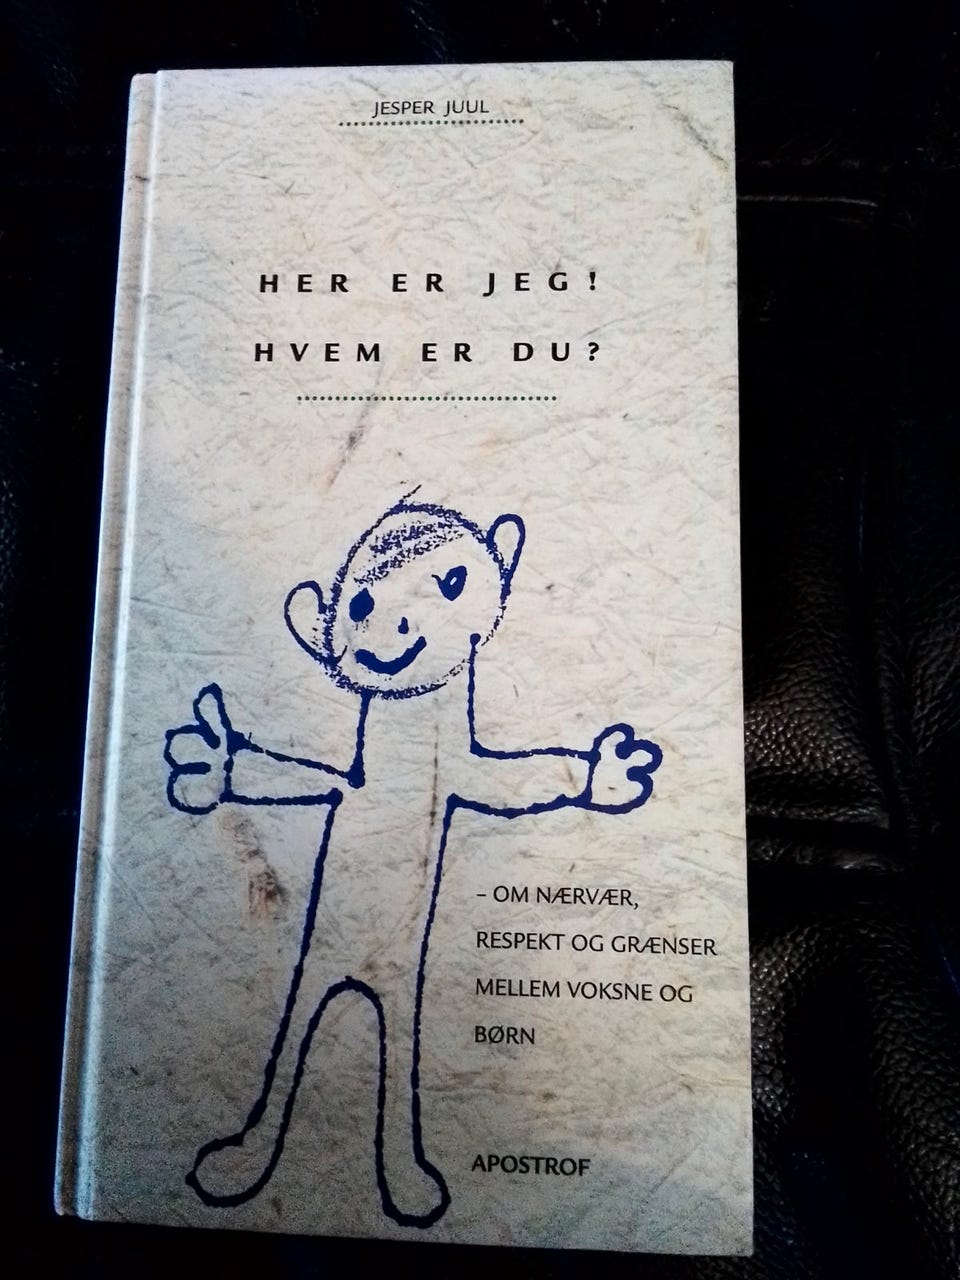 JESPER JUUL
HER ER JEG!
HVEM ER DU?
– OM NÆRVÆR,
RESPEKT OG GRÆNSER
MELLEM VOKSNE OG
BØRN
APOSTROF